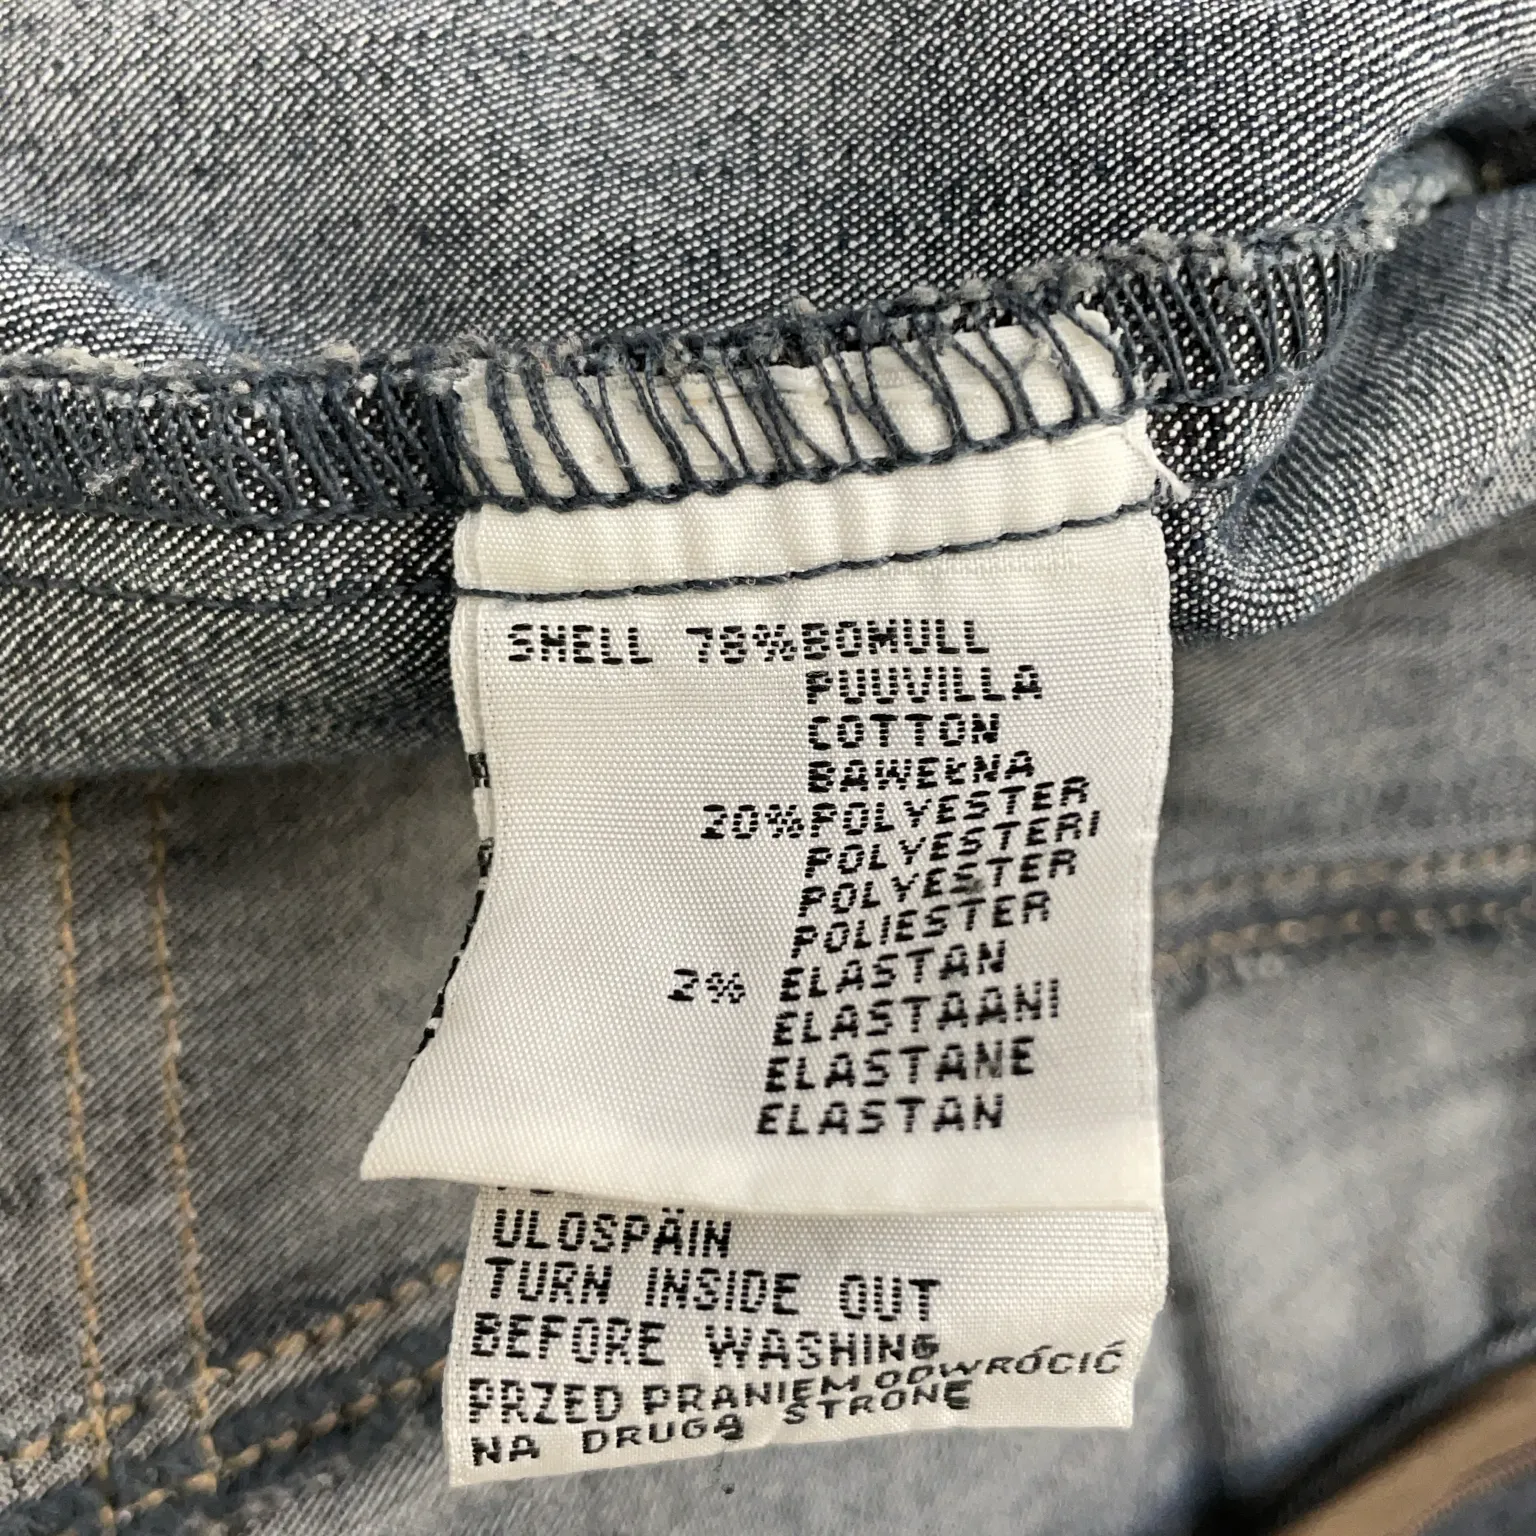 SHELL 78%BOMULL
PUUVILLA
COTTON
BAWEŁNA
20%POLYESTER
POLYESTERI
POLYESTER
POLIESTER
2% ELASTAN
ELASTAANI
ELASTANE
ELASTAN
ULOSPÄIN
TURN INSIDE OUT
BEFORE WASHING
PRZED PRANIEM ODWRÓCIĆ
NA DRUGĄ STRONĘ